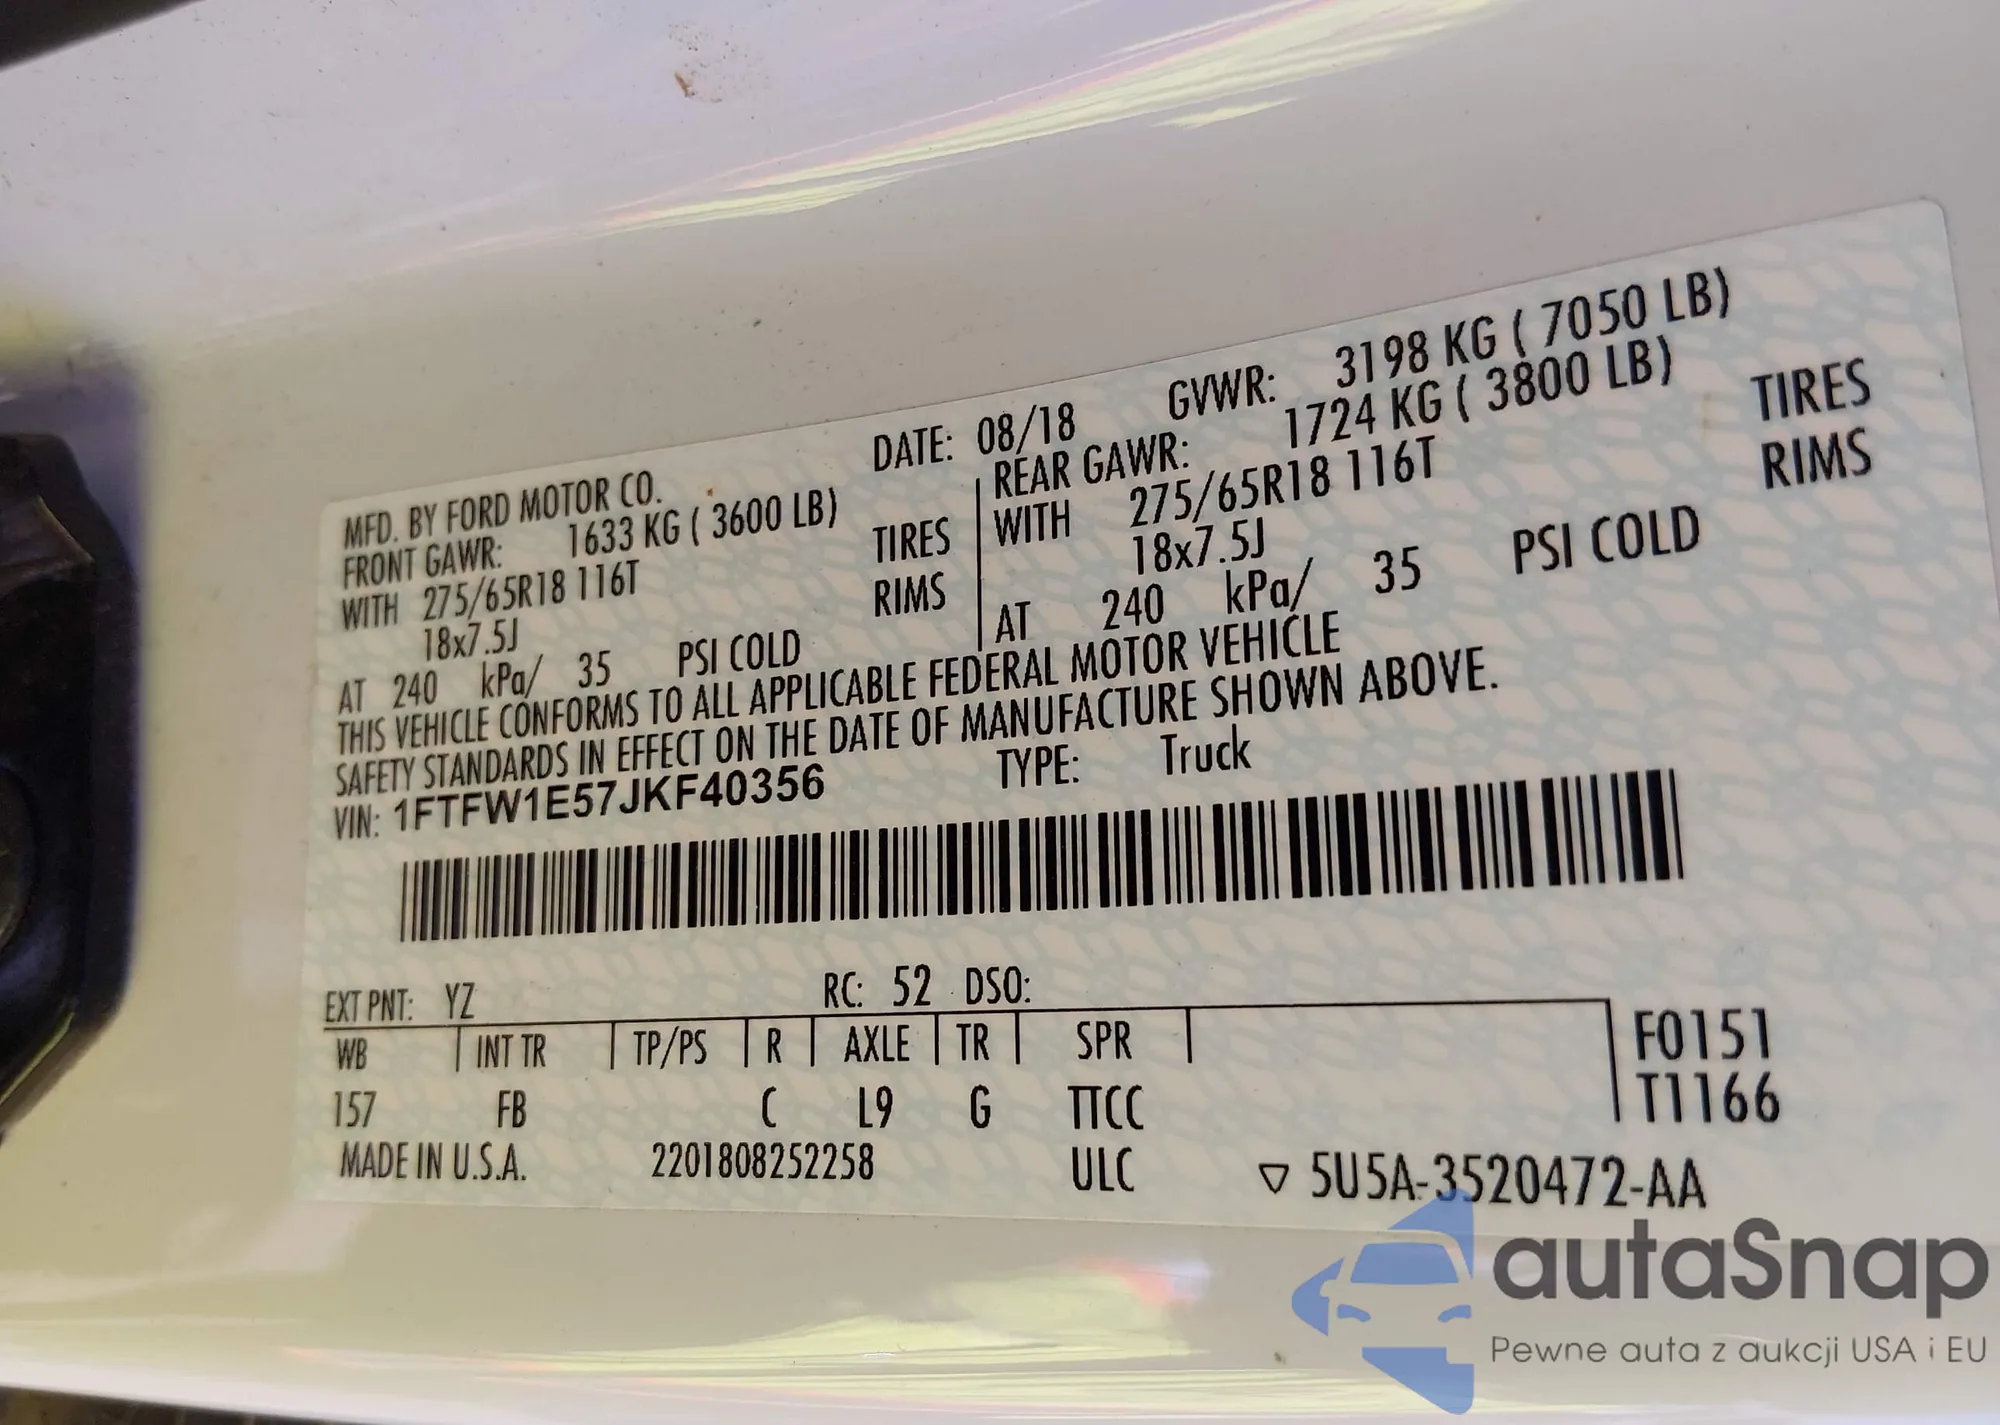 MFD. BY FORD MOTOR CO. DATE: 08/18 GVWR: 3198 KG ( 7050 LB)
FRONT GAWR: 1633 KG ( 3600 LB) REAR GAWR: 1724 KG ( 3800 LB)
WITH 275/65R18 116T TIRES WITH 275/65R18 116T TIRES
18x7.5J RIMS 18x7.5J RIMS
AT 240 kPa/ 35 PSI COLD AT 240 kPa/ 35 PSI COLD
THIS VEHICLE CONFORMS TO ALL APPLICABLE FEDERAL MOTOR VEHICLE
SAFETY STANDARDS IN EFFECT ON THE DATE OF MANUFACTURE SHOWN ABOVE.
VIN: 1FTFW1E57JKF40356 TYPE: Truck
EXT PNT: YZ RC: 52 DSO:
WB INT TR TP/PS R AXLE TR SPR F0151
157 FB C L9 G TTCC T1166
MADE IN U.S.A. 2201808252258 ULC ▽ 5U5A-3520472-AA
autaSnap
Pewne auta z aukcji USA i EU